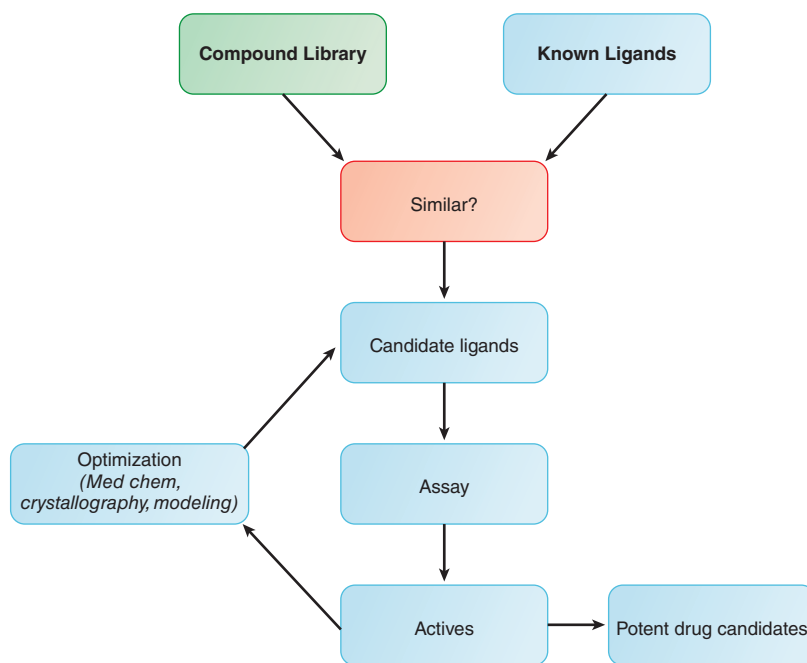 Compound Library
Known Ligands
Similar?
Candidate ligands
Optimization
(Med chem,
crystallography, modeling)
Assay
Actives
Potent drug candidates